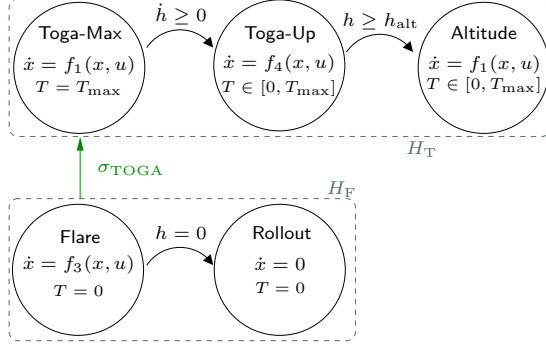 Toga-Max
ẋ = f₁(x, u)
T = T_max
ḣ ≥ 0
Toga-Up
ẋ = f₄(x, u)
T ∈ [0, T_max]
h ≥ h_alt
Altitude
ẋ = f₁(x, u)
T ∈ [0, T_max]
H_T
σ_TOGA
H_F
Flare
ẋ = f₃(x, u)
T = 0
h = 0
Rollout
ẋ = 0
T = 0